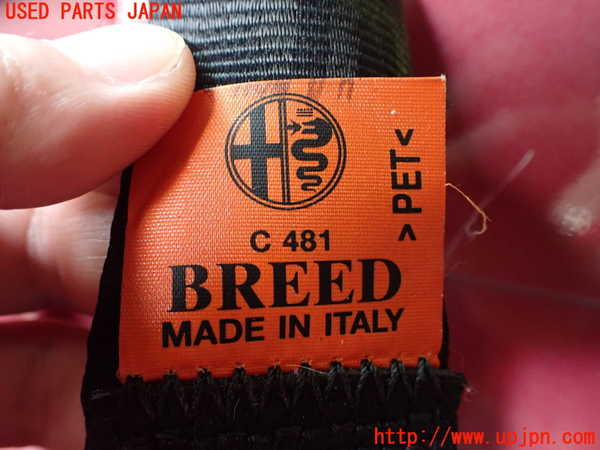 USED PARTS JAPAN
>PET<
C 481
BREED
MADE IN ITALY
http://www.upjpn.com/